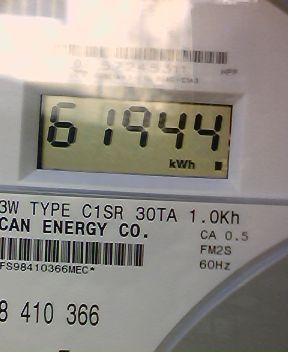 61944
kWh
3W TYPE C1SR 30TA 1.0Kh
CAN ENERGY CO.
CA 0.5
FM2S
60Hz
FS98410366MEC*
8 410 366